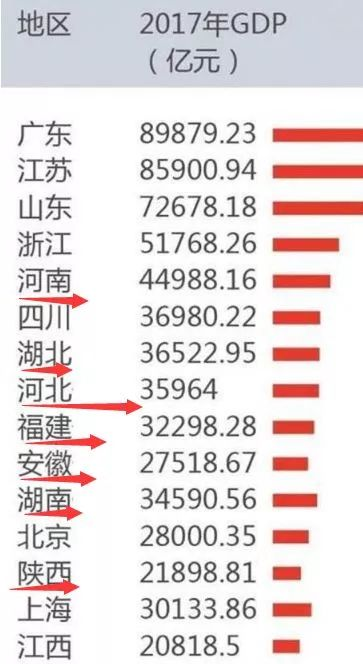 地区 2017年GDP
（亿元）
广东 89879.23
江苏 85900.94
山东 72678.18
浙江 51768.26
河南 44988.16
四川 36980.22
湖北 36522.95
河北 35964
福建 32298.28
安徽 27518.67
湖南 34590.56
北京 28000.35
陕西 21898.81
上海 30133.86
江西 20818.5